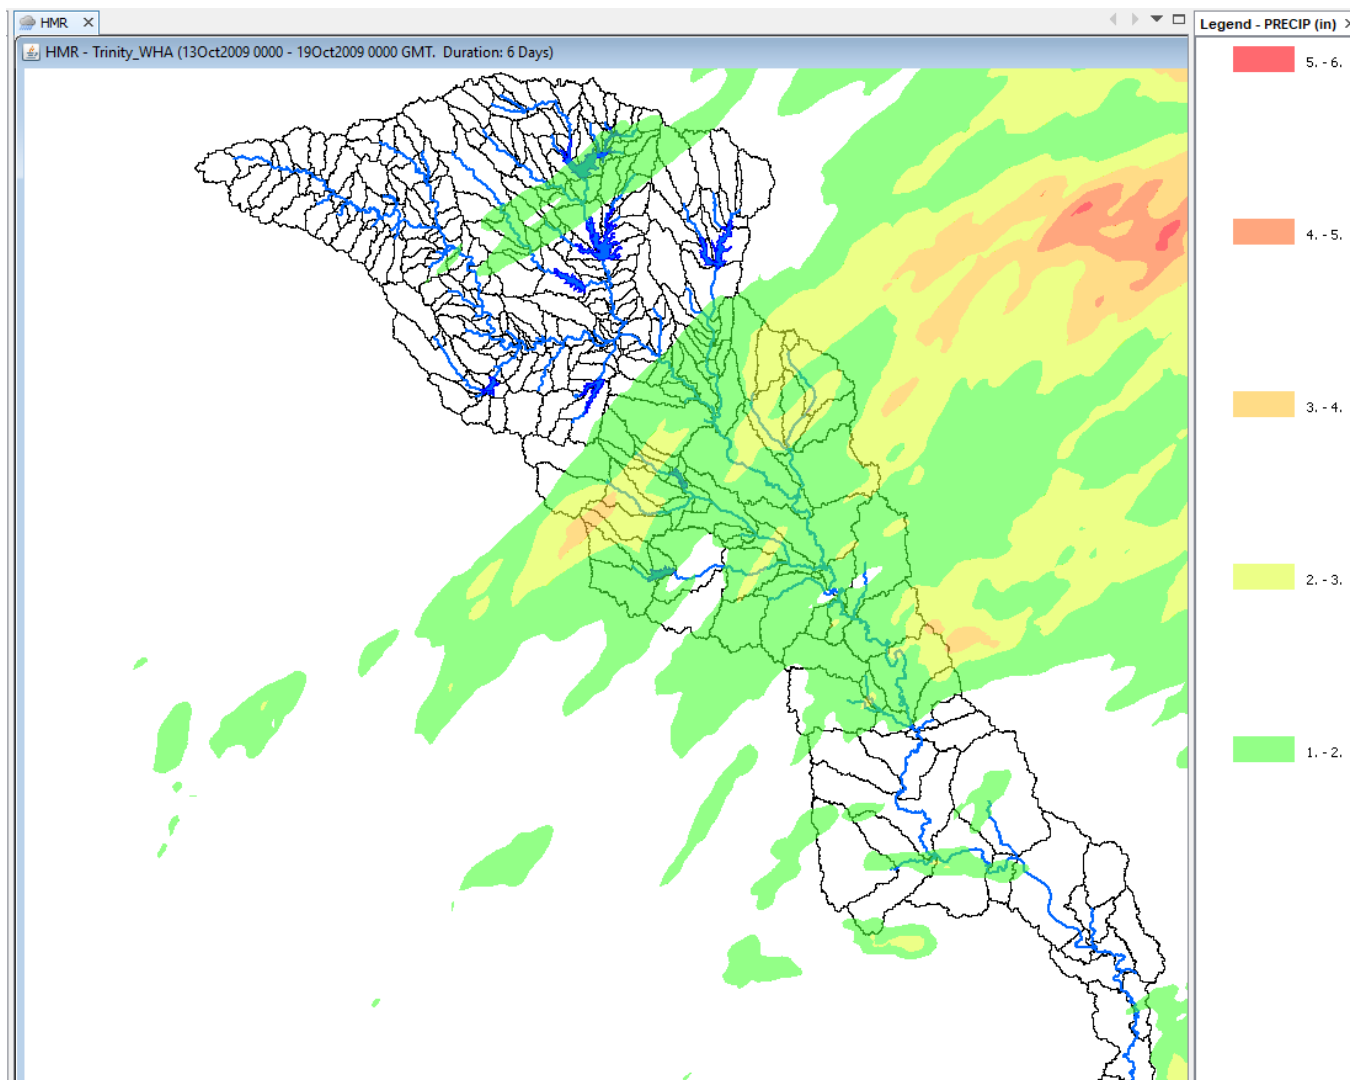 HMR
HMR - Trinity_WHA (13Oct2009 0000 - 19Oct2009 0000 GMT.  Duration: 6 Days)
Legend - PRECIP (in)
5. - 6.
4. - 5.
3. - 4.
2. - 3.
1. - 2.